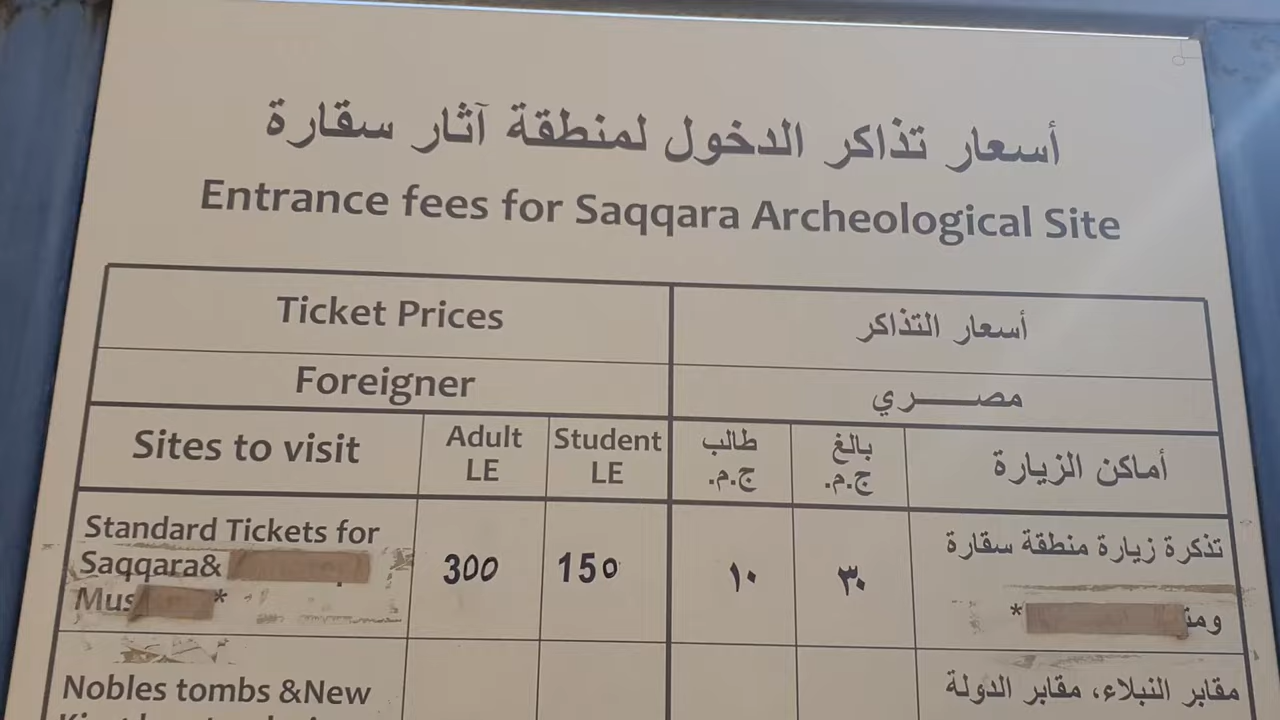 أسعار تذاكر الدخول لمنطقة آثار سقارة
Entrance fees for Saqqara Archeological Site
Ticket Prices
أسعار التذاكر
Foreigner
مصـــــري
Sites to visit
Adult
LE
Student
LE
طالب
ج.م.
بالغ
ج.م.
أماكن الزيارة
Standard Tickets for
Saqqara&
Mus *
300
150
١٠
٣٠
تذكرة زيارة منطقة سقارة
*
Nobles tombs &New
مقابر النبلاء، مقابر الدولة